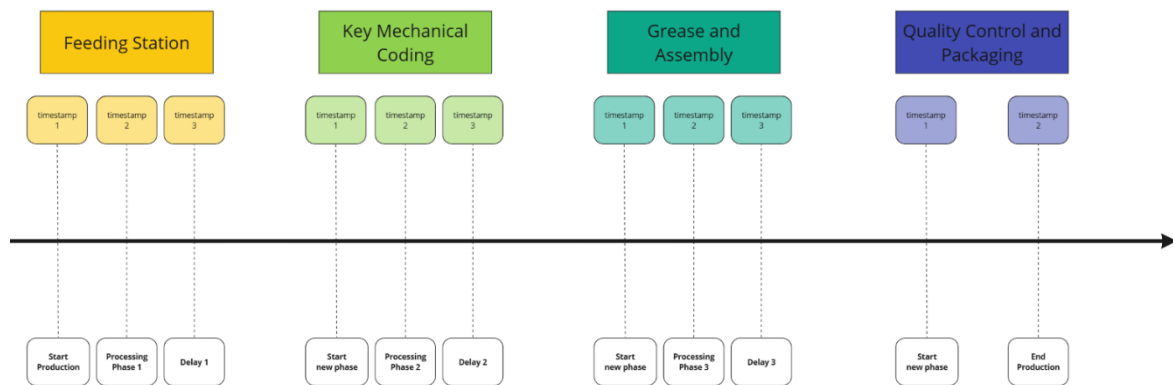 Feeding Station
Key Mechanical
Coding
Grease and
Assembly
Quality Control and
Packaging
timestamp
1
timestamp
2
timestamp
3
timestamp
1
timestamp
2
timestamp
3
timestamp
1
timestamp
2
timestamp
3
timestamp
1
timestamp
2
Start
Production
Processing
Phase 1
Delay 1
Start
new phase
Processing
Phase 2
Delay 2
Start
new phase
Processing
Phase 3
Delay 3
Start
new phase
End
Production